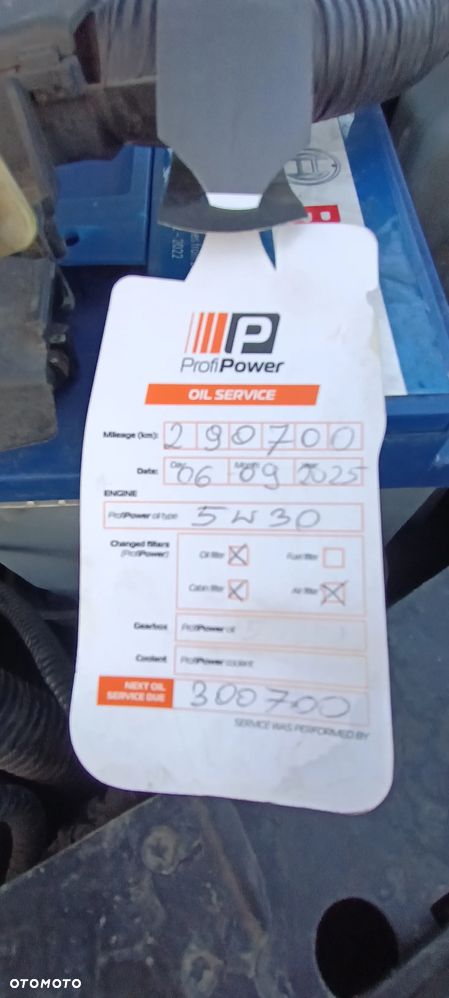 2022
ProfiPower
OIL SERVICE
Mileage (km): 290700
Date: Day 06 Month 09 Year 2025
ENGINE
ProfiPower oil type 5W30
Changed filters
(ProfiPower)
Oil filter X Fuel filter
Cabin filter X Air filter X
Gearbox ProfiPower oil
Coolant ProfiPower coolant
NEXT OIL
SERVICE DUE 300700
SERVICE WAS PERFORMED BY
OTOMOTO